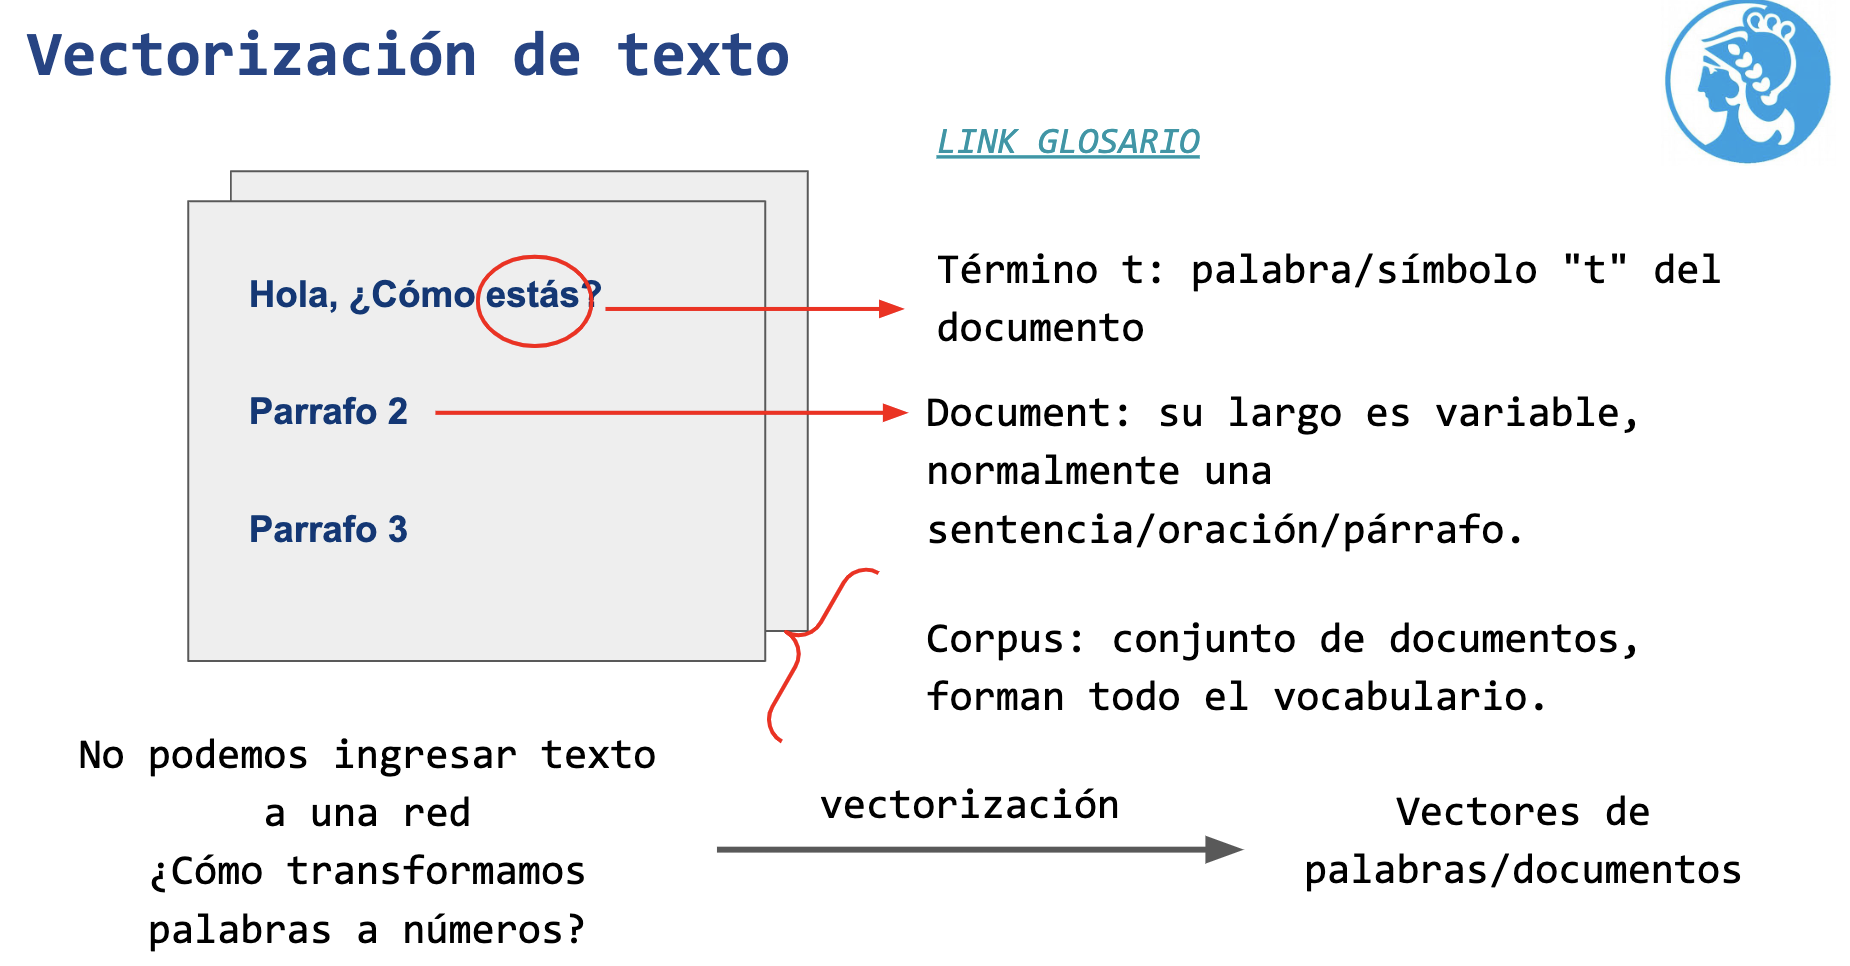 Vectorización de texto
LINK GLOSARIO
Hola, ¿Cómo estás?
Parrafo 2
Parrafo 3
Término t: palabra/símbolo "t" del
documento
Document: su largo es variable,
normalmente una
sentencia/oración/párrafo.
Corpus: conjunto de documentos,
forman todo el vocabulario.
No podemos ingresar texto
a una red
¿Cómo transformamos
palabras a números?
vectorización
Vectores de
palabras/documentos